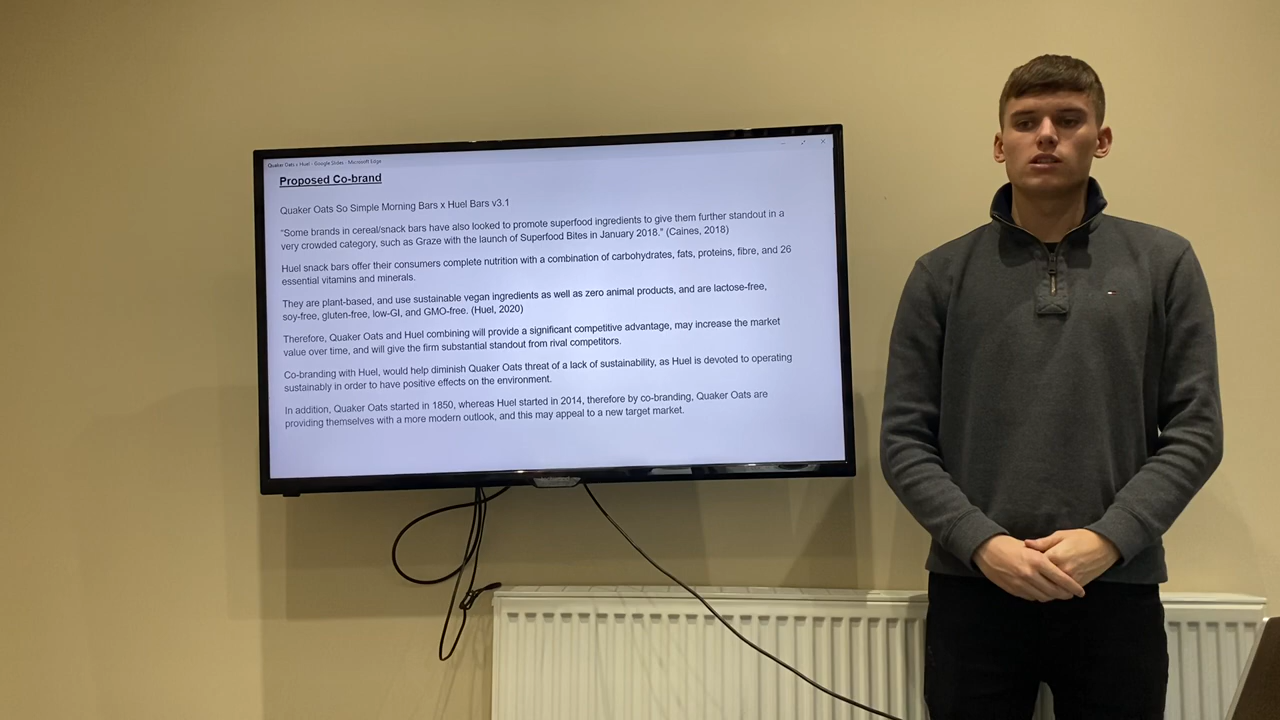 Quaker Oats x Huel - Google Slides - Microsoft Edge
Proposed Co-brand
Quaker Oats So Simple Morning Bars x Huel Bars v3.1
"Some brands in cereal/snack bars have also looked to promote superfood ingredients to give them further standout in a
very crowded category, such as Graze with the launch of Superfood Bites in January 2018." (Caines, 2018)
Huel snack bars offer their consumers complete nutrition with a combination of carbohydrates, fats, proteins, fibre, and 26
essential vitamins and minerals.
They are plant-based, and use sustainable vegan ingredients as well as zero animal products, and are lactose-free,
soy-free, gluten-free, low-GI, and GMO-free. (Huel, 2020)
Therefore, Quaker Oats and Huel combining will provide a significant competitive advantage, may increase the market
value over time, and will give the firm substantial standout from rival competitors.
Co-branding with Huel, would help diminish Quaker Oats threat of a lack of sustainability, as Huel is devoted to operating
sustainably in order to have positive effects on the environment.
In addition, Quaker Oats started in 1850, whereas Huel started in 2014, therefore by co-branding, Quaker Oats are
providing themselves with a more modern outlook, and this may appeal to a new target market.